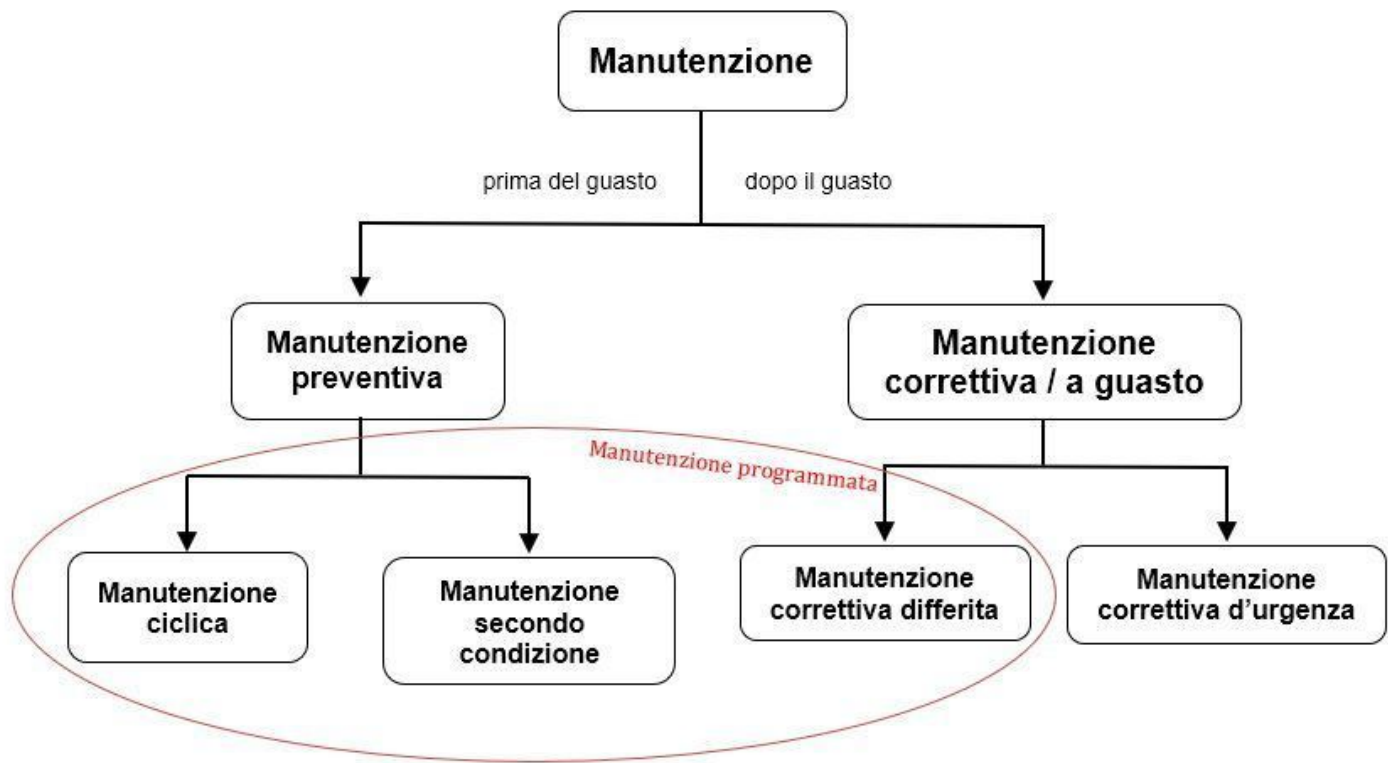 Manutenzione
prima del guasto
dopo il guasto
Manutenzione
preventiva
Manutenzione
correttiva / a guasto
Manutenzione programmata
Manutenzione
ciclica
Manutenzione
secondo
condizione
Manutenzione
correttiva differita
Manutenzione
correttiva d’urgenza